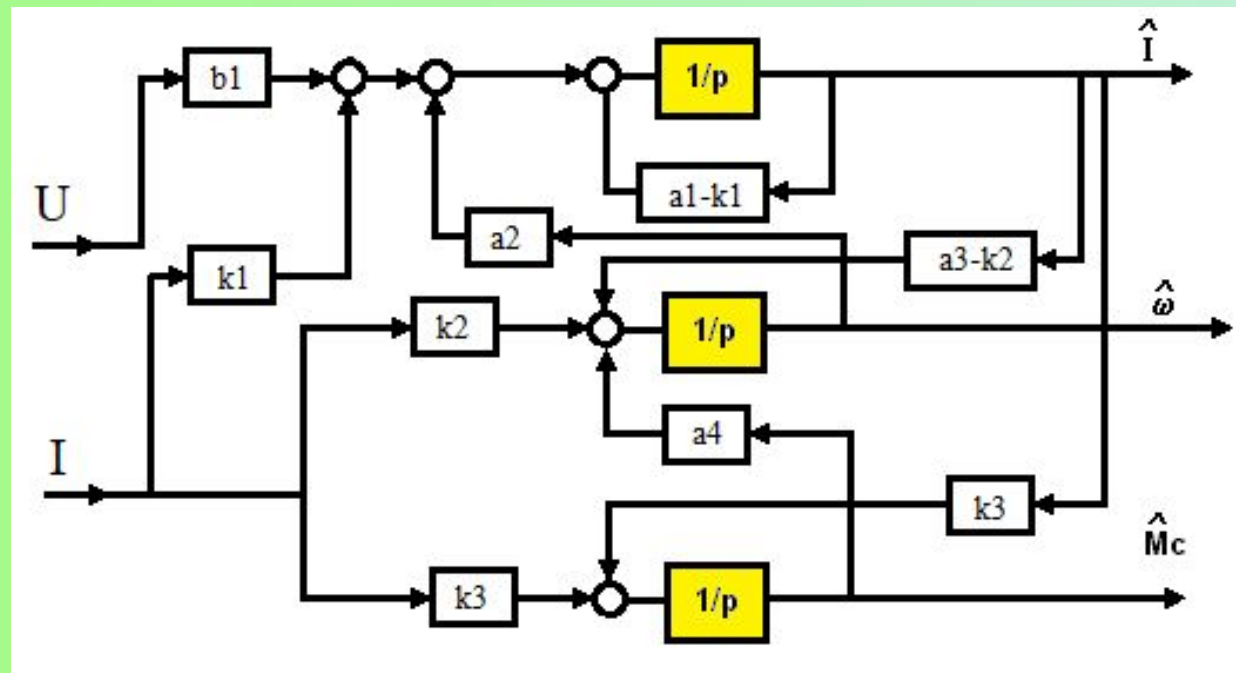 Î
b1
1/p
U
a1-k1
a2
a3-k2
k1
ω̂
k2
1/p
a4
I
k3
M̂c
k3
1/p